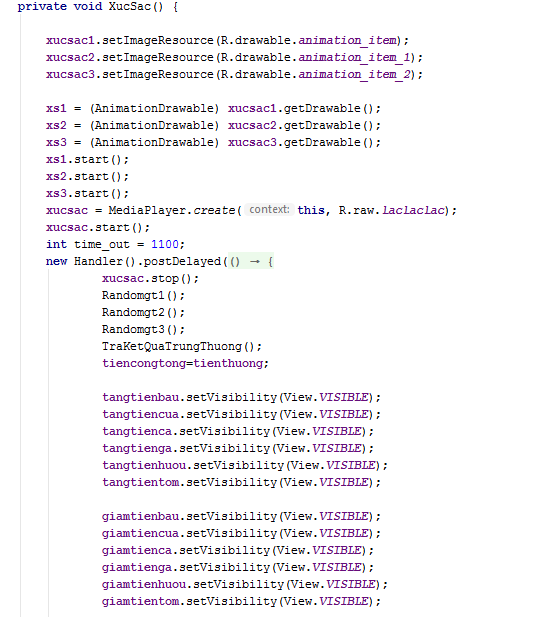 private void XucSac() {
xucsac1.setImageResource(R.drawable.animation_item);
xucsac2.setImageResource(R.drawable.animation_item_1);
xucsac3.setImageResource(R.drawable.animation_item_2);
xs1 = (AnimationDrawable) xucsac1.getDrawable();
xs2 = (AnimationDrawable) xucsac2.getDrawable();
xs3 = (AnimationDrawable) xucsac3.getDrawable();
xs1.start();
xs2.start();
xs3.start();
xucsac = MediaPlayer.create( context: this, R.raw.laclaclac);
xucsac.start();
int time_out = 1100;
new Handler().postDelayed(() → {
xucsac.stop();
Randomgt1();
Randomgt2();
Randomgt3();
TraKetQuaTrungThuong();
tiencongtong=tienthuong;
tangtienbau.setVisibility(View.VISIBLE);
tangtiencua.setVisibility(View.VISIBLE);
tangtienca.setVisibility(View.VISIBLE);
tangtienga.setVisibility(View.VISIBLE);
tangtienhuou.setVisibility(View.VISIBLE);
tangtientom.setVisibility(View.VISIBLE);
giamtienbau.setVisibility(View.VISIBLE);
giamtiencua.setVisibility(View.VISIBLE);
giamtienca.setVisibility(View.VISIBLE);
giamtienga.setVisibility(View.VISIBLE);
giamtienhuou.setVisibility(View.VISIBLE);
giamtientom.setVisibility(View.VISIBLE);